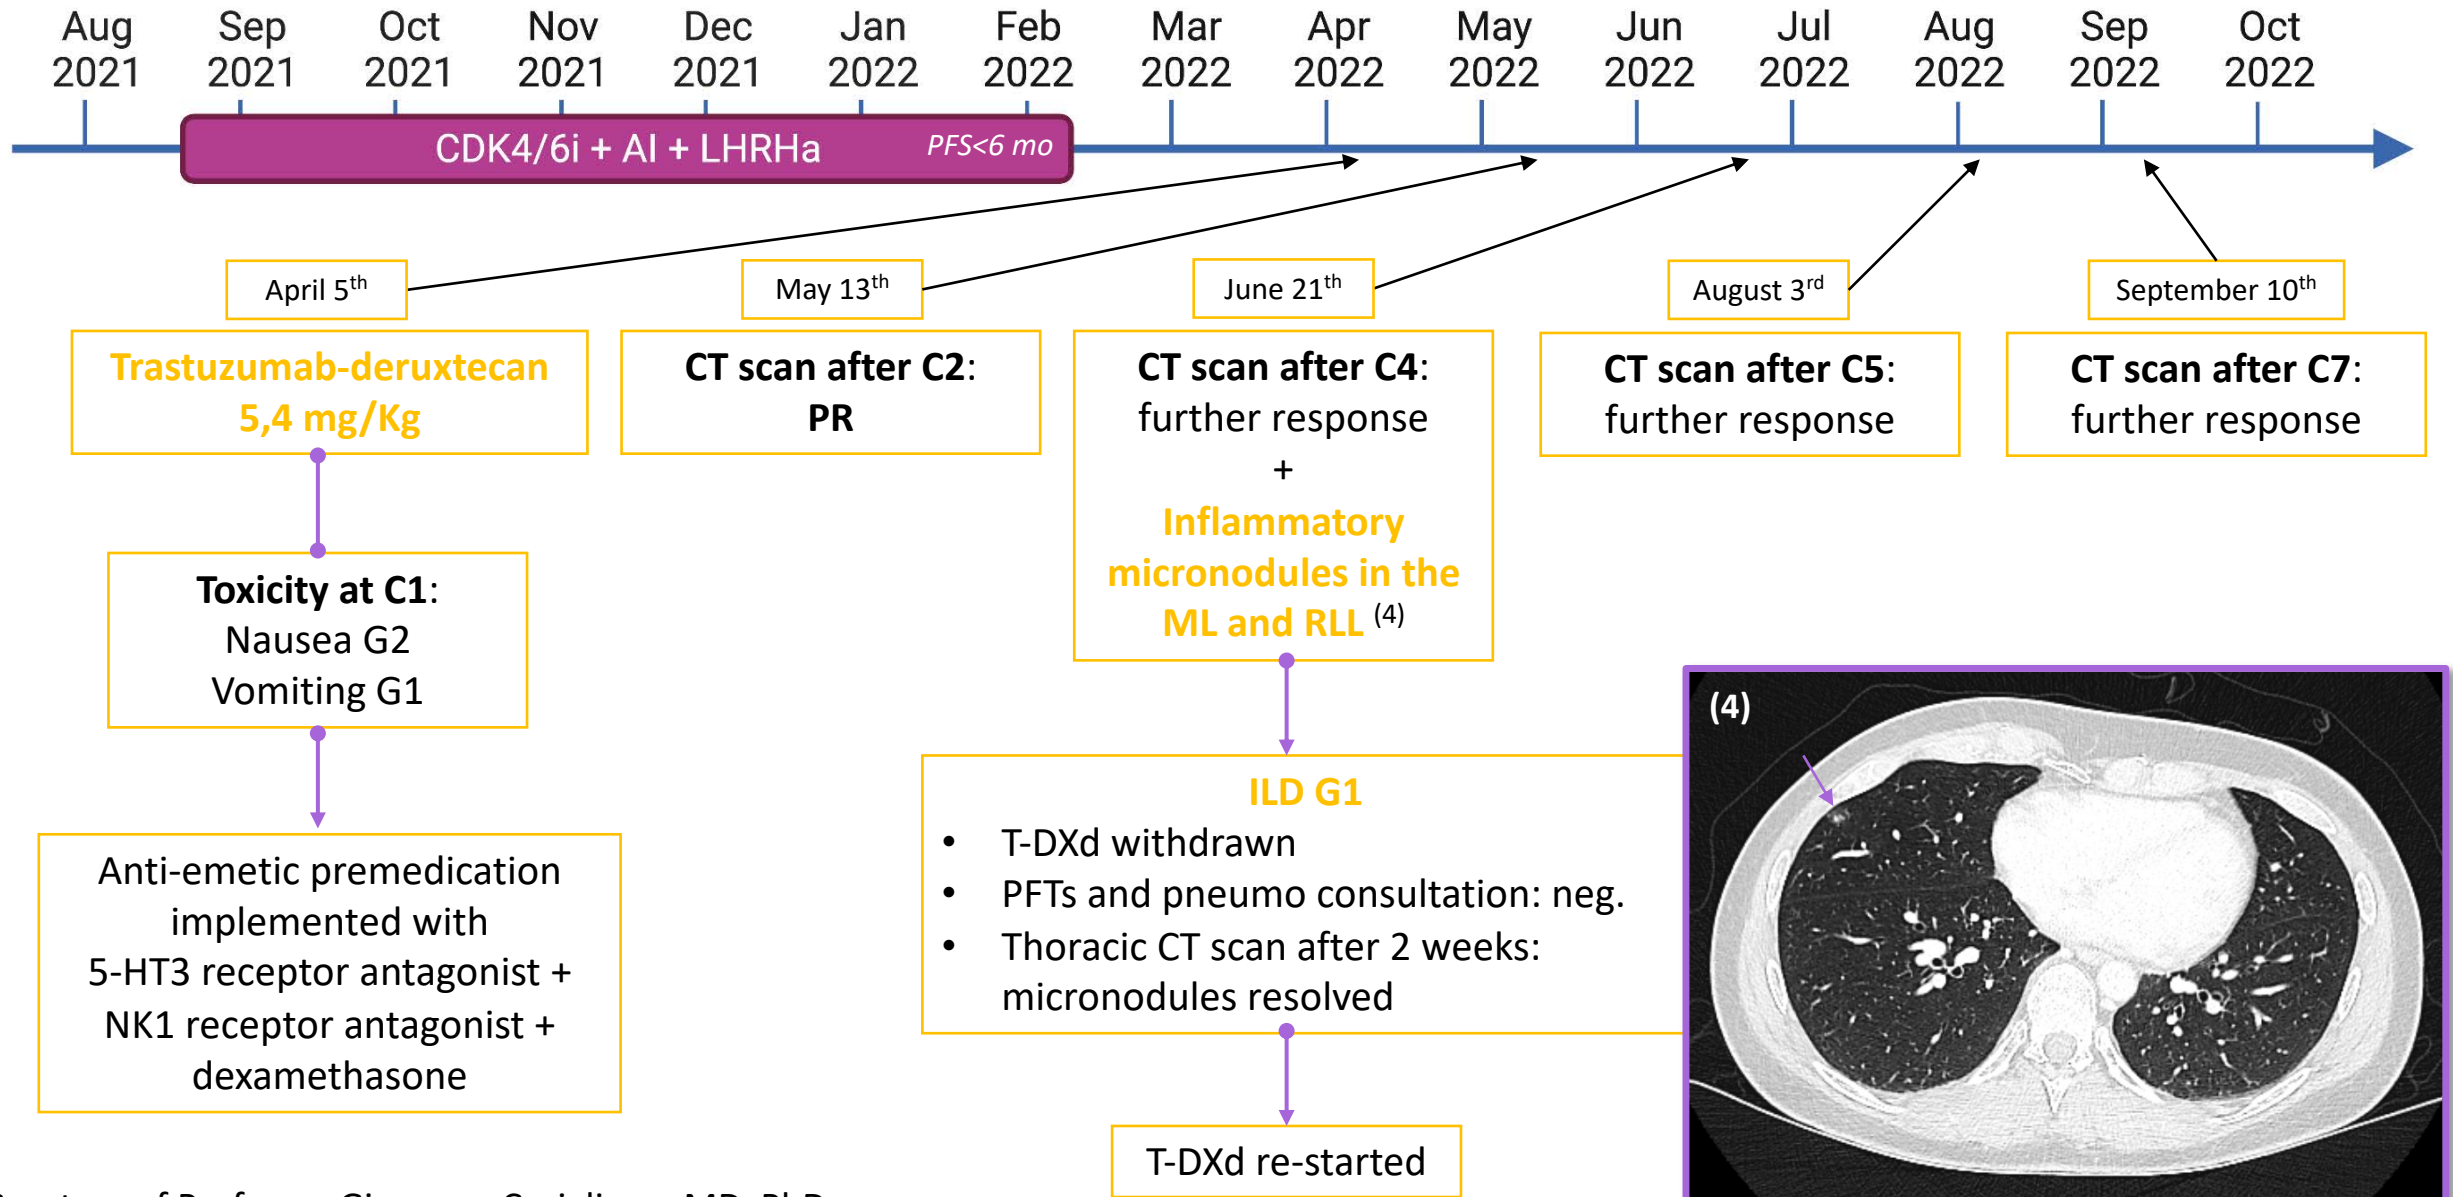 Aug Sep Oct Nov Dec Jan Feb Mar Apr May Jun Jul Aug Sep Oct
2021 2021 2021 2021 2021 2022 2022 2022 2022 2022 2022 2022 2022 2022 2022
CDK4/6i + AI + LHRHa PFS<6 mo
April 5th
May 13th
June 21th
August 3rd
September 10th
Trastuzumab-deruxtecan
5,4 mg/Kg
Toxicity at C1:
Nausea G2
Vomiting G1
Anti-emetic premedication
implemented with
5-HT3 receptor antagonist +
NK1 receptor antagonist +
dexamethasone
CT scan after C2:
PR
CT scan after C4:
further response
+
Inflammatory
micronodules in the
ML and RLL (4)
ILD G1
• T-DXd withdrawn
• PFTs and pneumo consultation: neg.
• Thoracic CT scan after 2 weeks:
micronodules resolved
T-DXd re-started
CT scan after C5:
further response
CT scan after C7:
further response
(4)